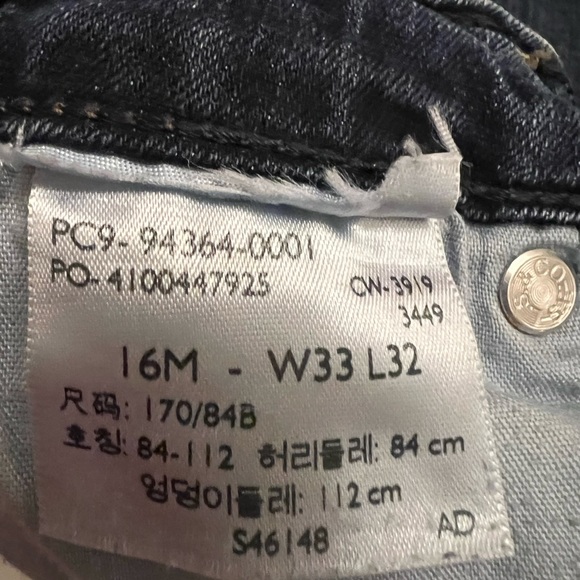 PC9-94364-0001
PO-4100447925
CW-3919
3449
16M - W33 L32
尺码: 170/84B
호칭: 84-112 허리둘레: 84 cm
엉덩이둘레: 112 cm
S46148
AD